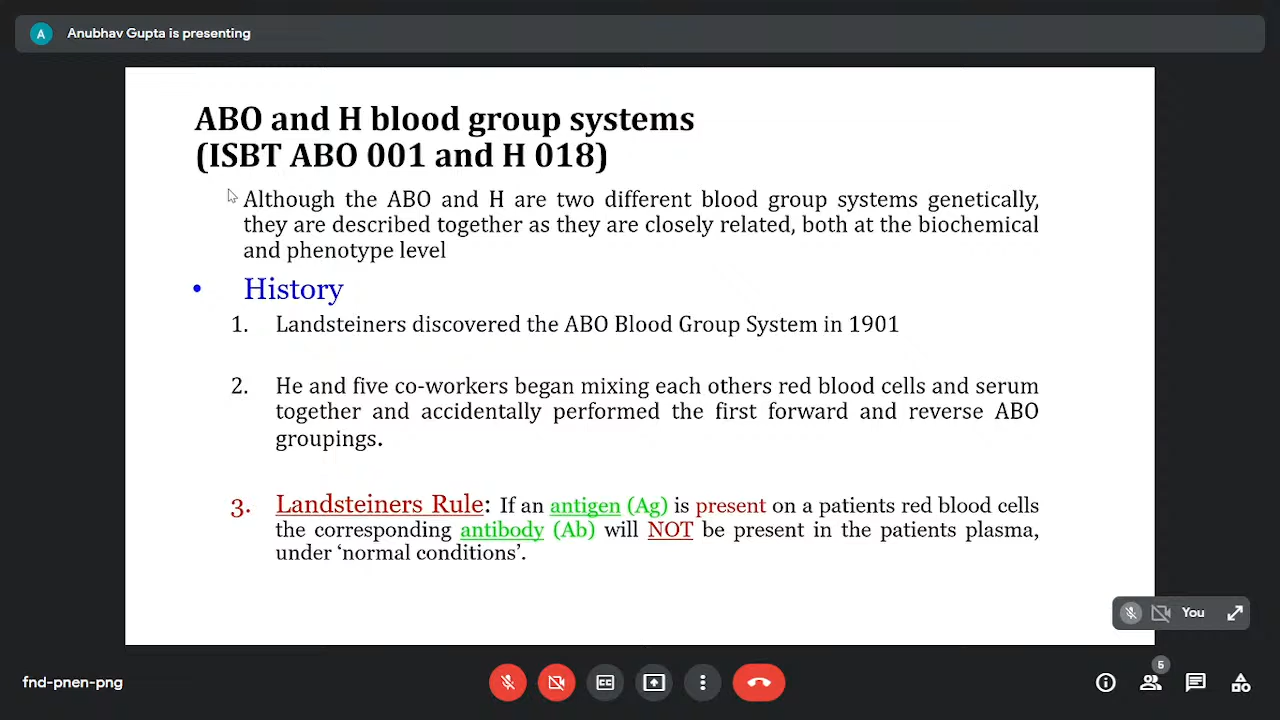 A Anubhav Gupta is presenting
ABO and H blood group systems
(ISBT ABO 001 and H 018)
Although the ABO and H are two different blood group systems genetically,
they are described together as they are closely related, both at the biochemical
and phenotype level
• History
1. Landsteiners discovered the ABO Blood Group System in 1901
2. He and five co-workers began mixing each others red blood cells and serum
together and accidentally performed the first forward and reverse ABO
groupings.
3. Landsteiners Rule: If an antigen (Ag) is present on a patients red blood cells
the corresponding antibody (Ab) will NOT be present in the patients plasma,
under ‘normal conditions’.
You
fnd-pnen-png
CC
5